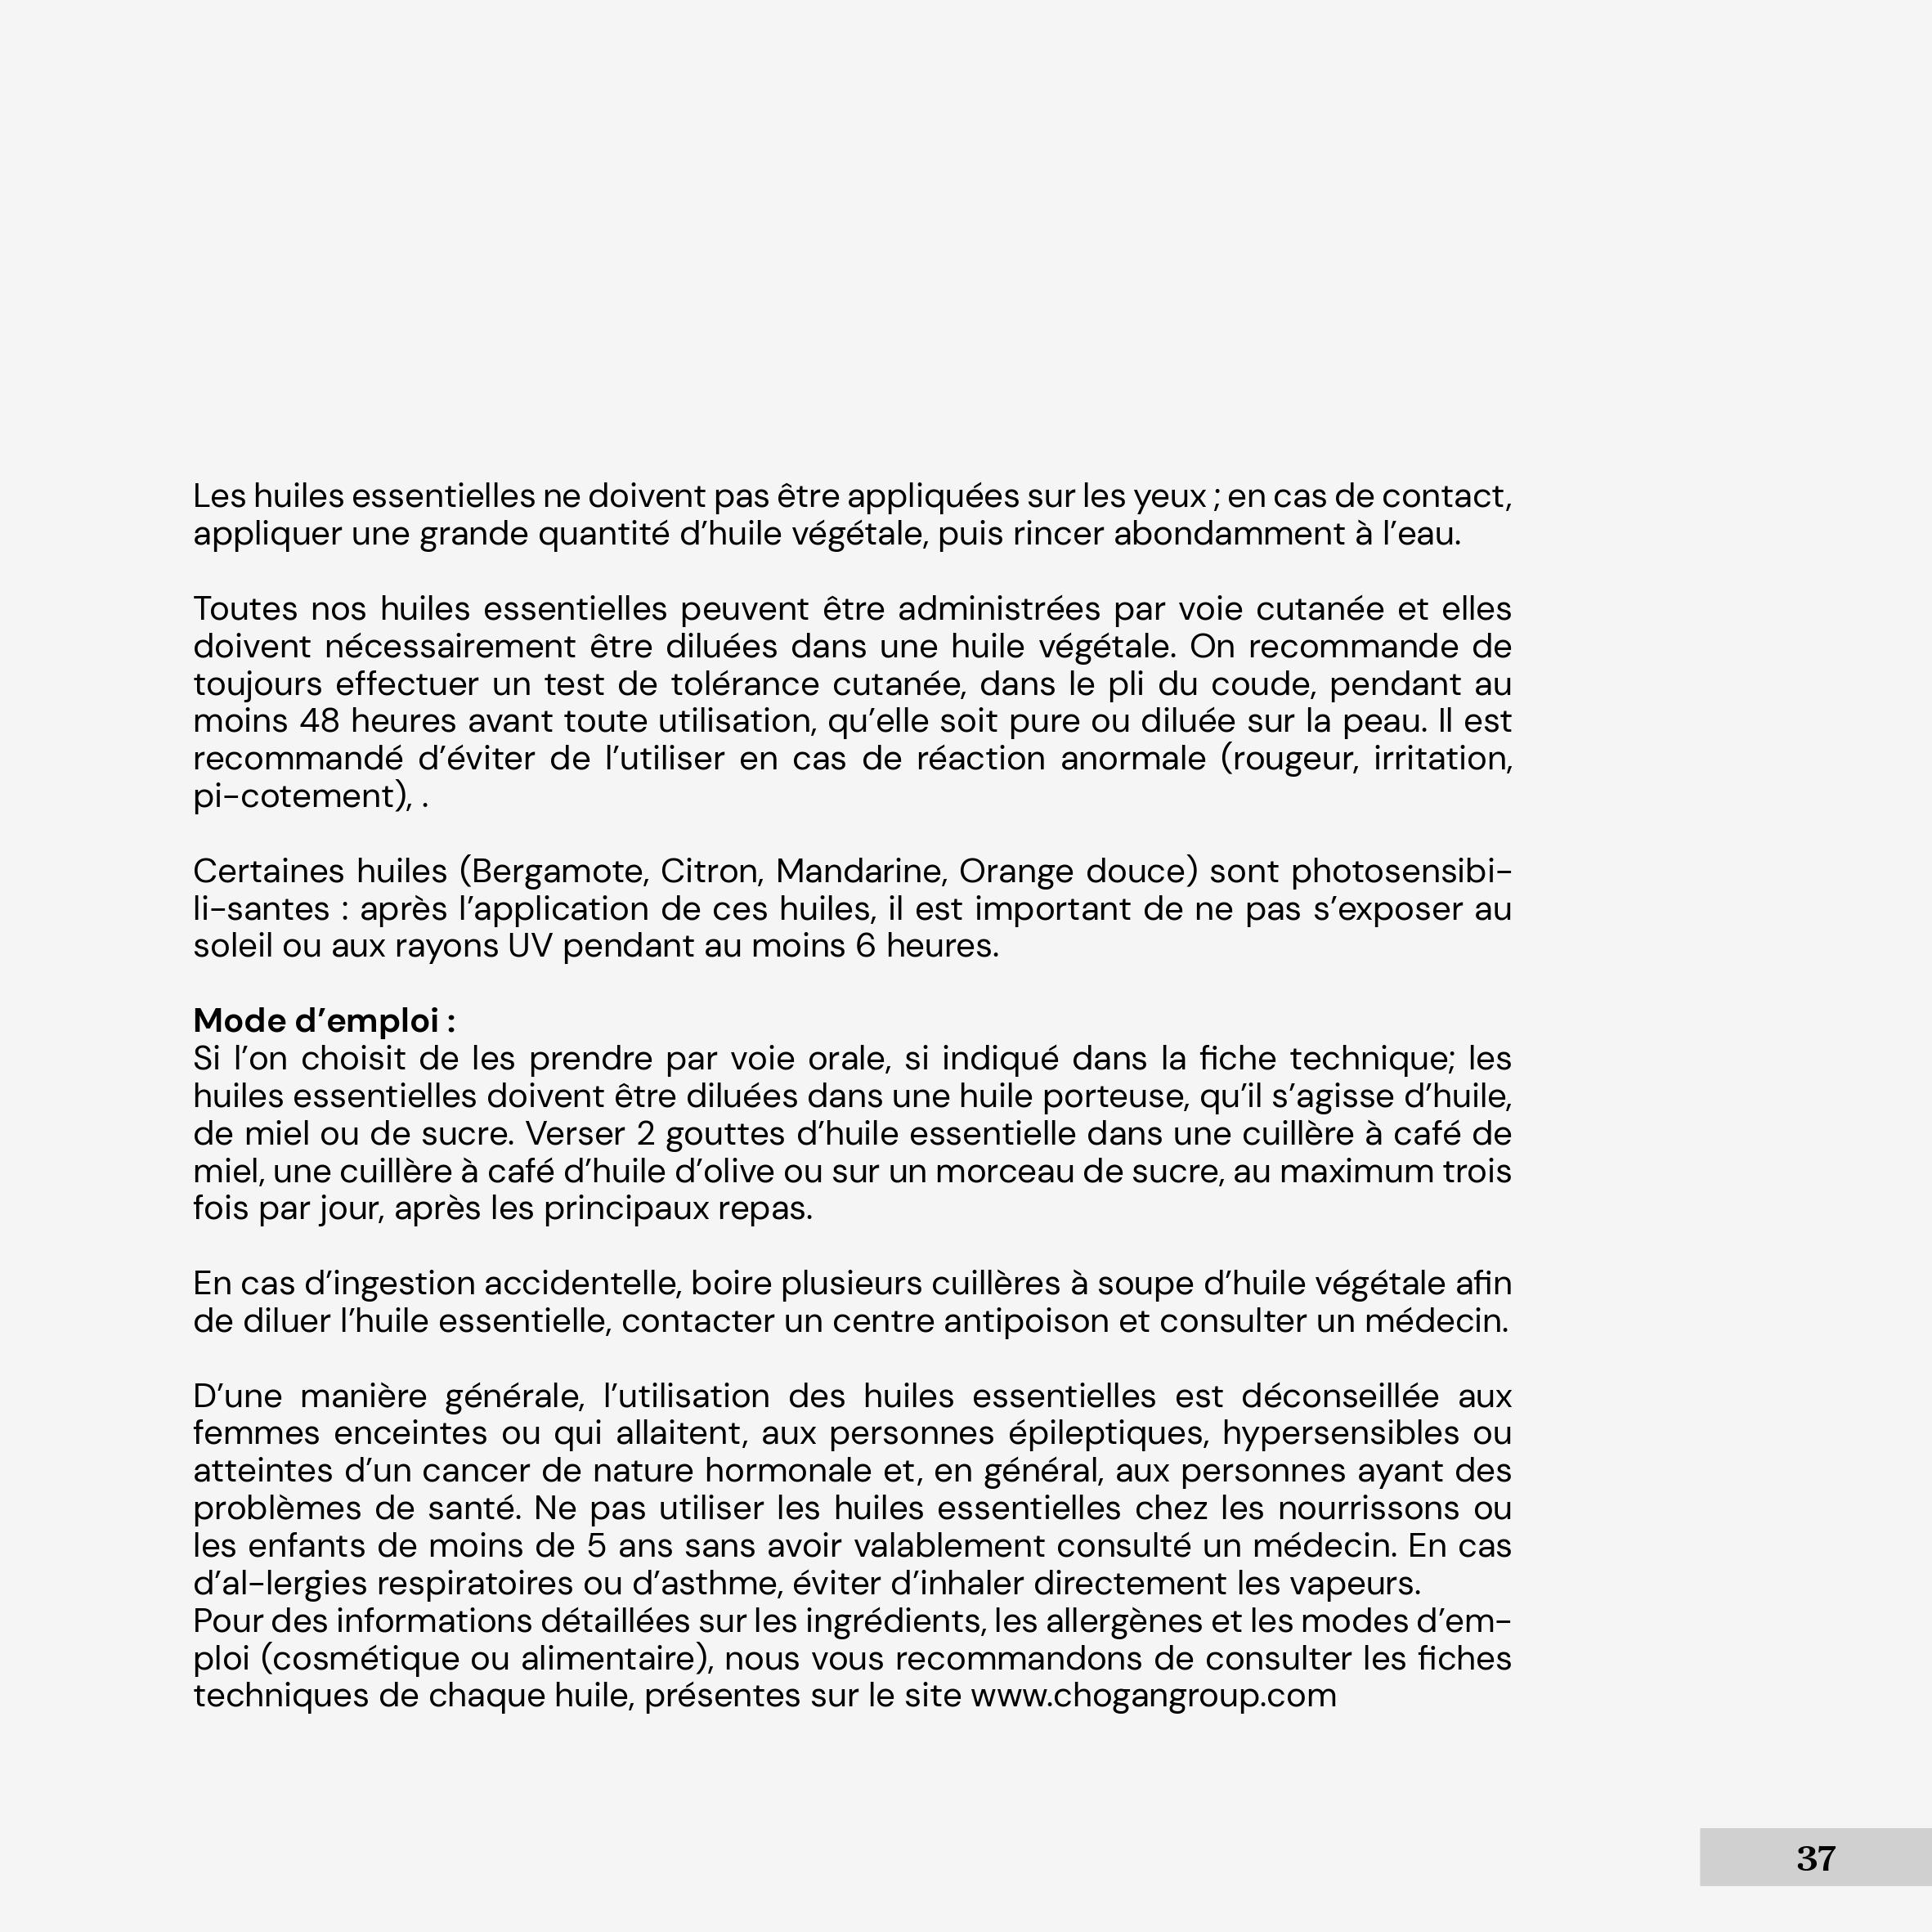 Les huiles essentielles ne doivent pas être appliquées sur les yeux ; en cas de contact,
appliquer une grande quantité d’huile végétale, puis rincer abondamment à l’eau.
Toutes nos huiles essentielles peuvent être administrées par voie cutanée et elles
doivent nécessairement être diluées dans une huile végétale. On recommande de
toujours effectuer un test de tolérance cutanée, dans le pli du coude, pendant au
moins 48 heures avant toute utilisation, qu’elle soit pure ou diluée sur la peau. Il est
recommandé d’éviter de l’utiliser en cas de réaction anormale (rougeur, irritation,
pi-cotement), .
Certaines huiles (Bergamote, Citron, Mandarine, Orange douce) sont photosensibi-
li-santes : après l’application de ces huiles, il est important de ne pas s’exposer au
soleil ou aux rayons UV pendant au moins 6 heures.
Mode d’emploi :
Si l’on choisit de les prendre par voie orale, si indiqué dans la fiche technique; les
huiles essentielles doivent être diluées dans une huile porteuse, qu’il s’agisse d’huile,
de miel ou de sucre. Verser 2 gouttes d’huile essentielle dans une cuillère à café de
miel, une cuillère à café d’huile d’olive ou sur un morceau de sucre, au maximum trois
fois par jour, après les principaux repas.
En cas d’ingestion accidentelle, boire plusieurs cuillères à soupe d’huile végétale afin
de diluer l’huile essentielle, contacter un centre antipoison et consulter un médecin.
D’une manière générale, l’utilisation des huiles essentielles est déconseillée aux
femmes enceintes ou qui allaitent, aux personnes épileptiques, hypersensibles ou
atteintes d’un cancer de nature hormonale et, en général, aux personnes ayant des
problèmes de santé. Ne pas utiliser les huiles essentielles chez les nourrissons ou
les enfants de moins de 5 ans sans avoir valablement consulté un médecin. En cas
d’al-lergies respiratoires ou d’asthme, éviter d’inhaler directement les vapeurs.
Pour des informations détaillées sur les ingrédients, les allergènes et les modes d’em-
ploi (cosmétique ou alimentaire), nous vous recommandons de consulter les fiches
techniques de chaque huile, présentes sur le site www.chogangroup.com
37